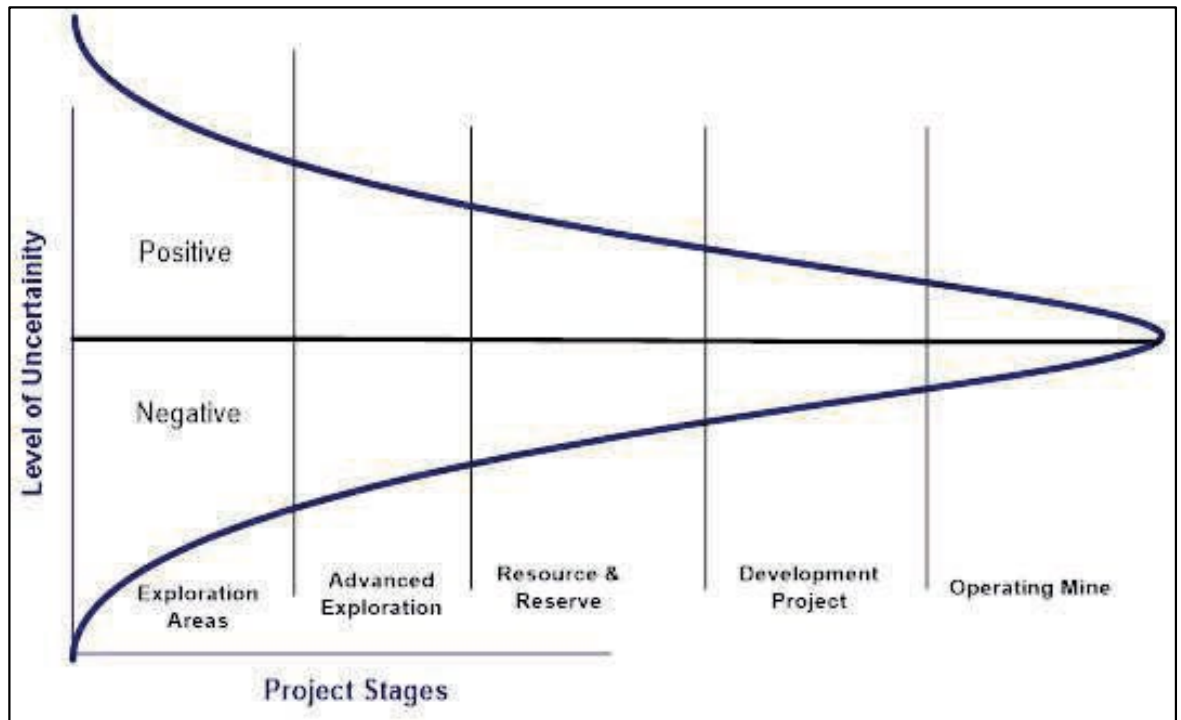 Level of Uncertainity
Positive
Negative
Exploration
Areas
Advanced
Exploration
Resource &
Reserve
Development
Project
Operating Mine
Project Stages